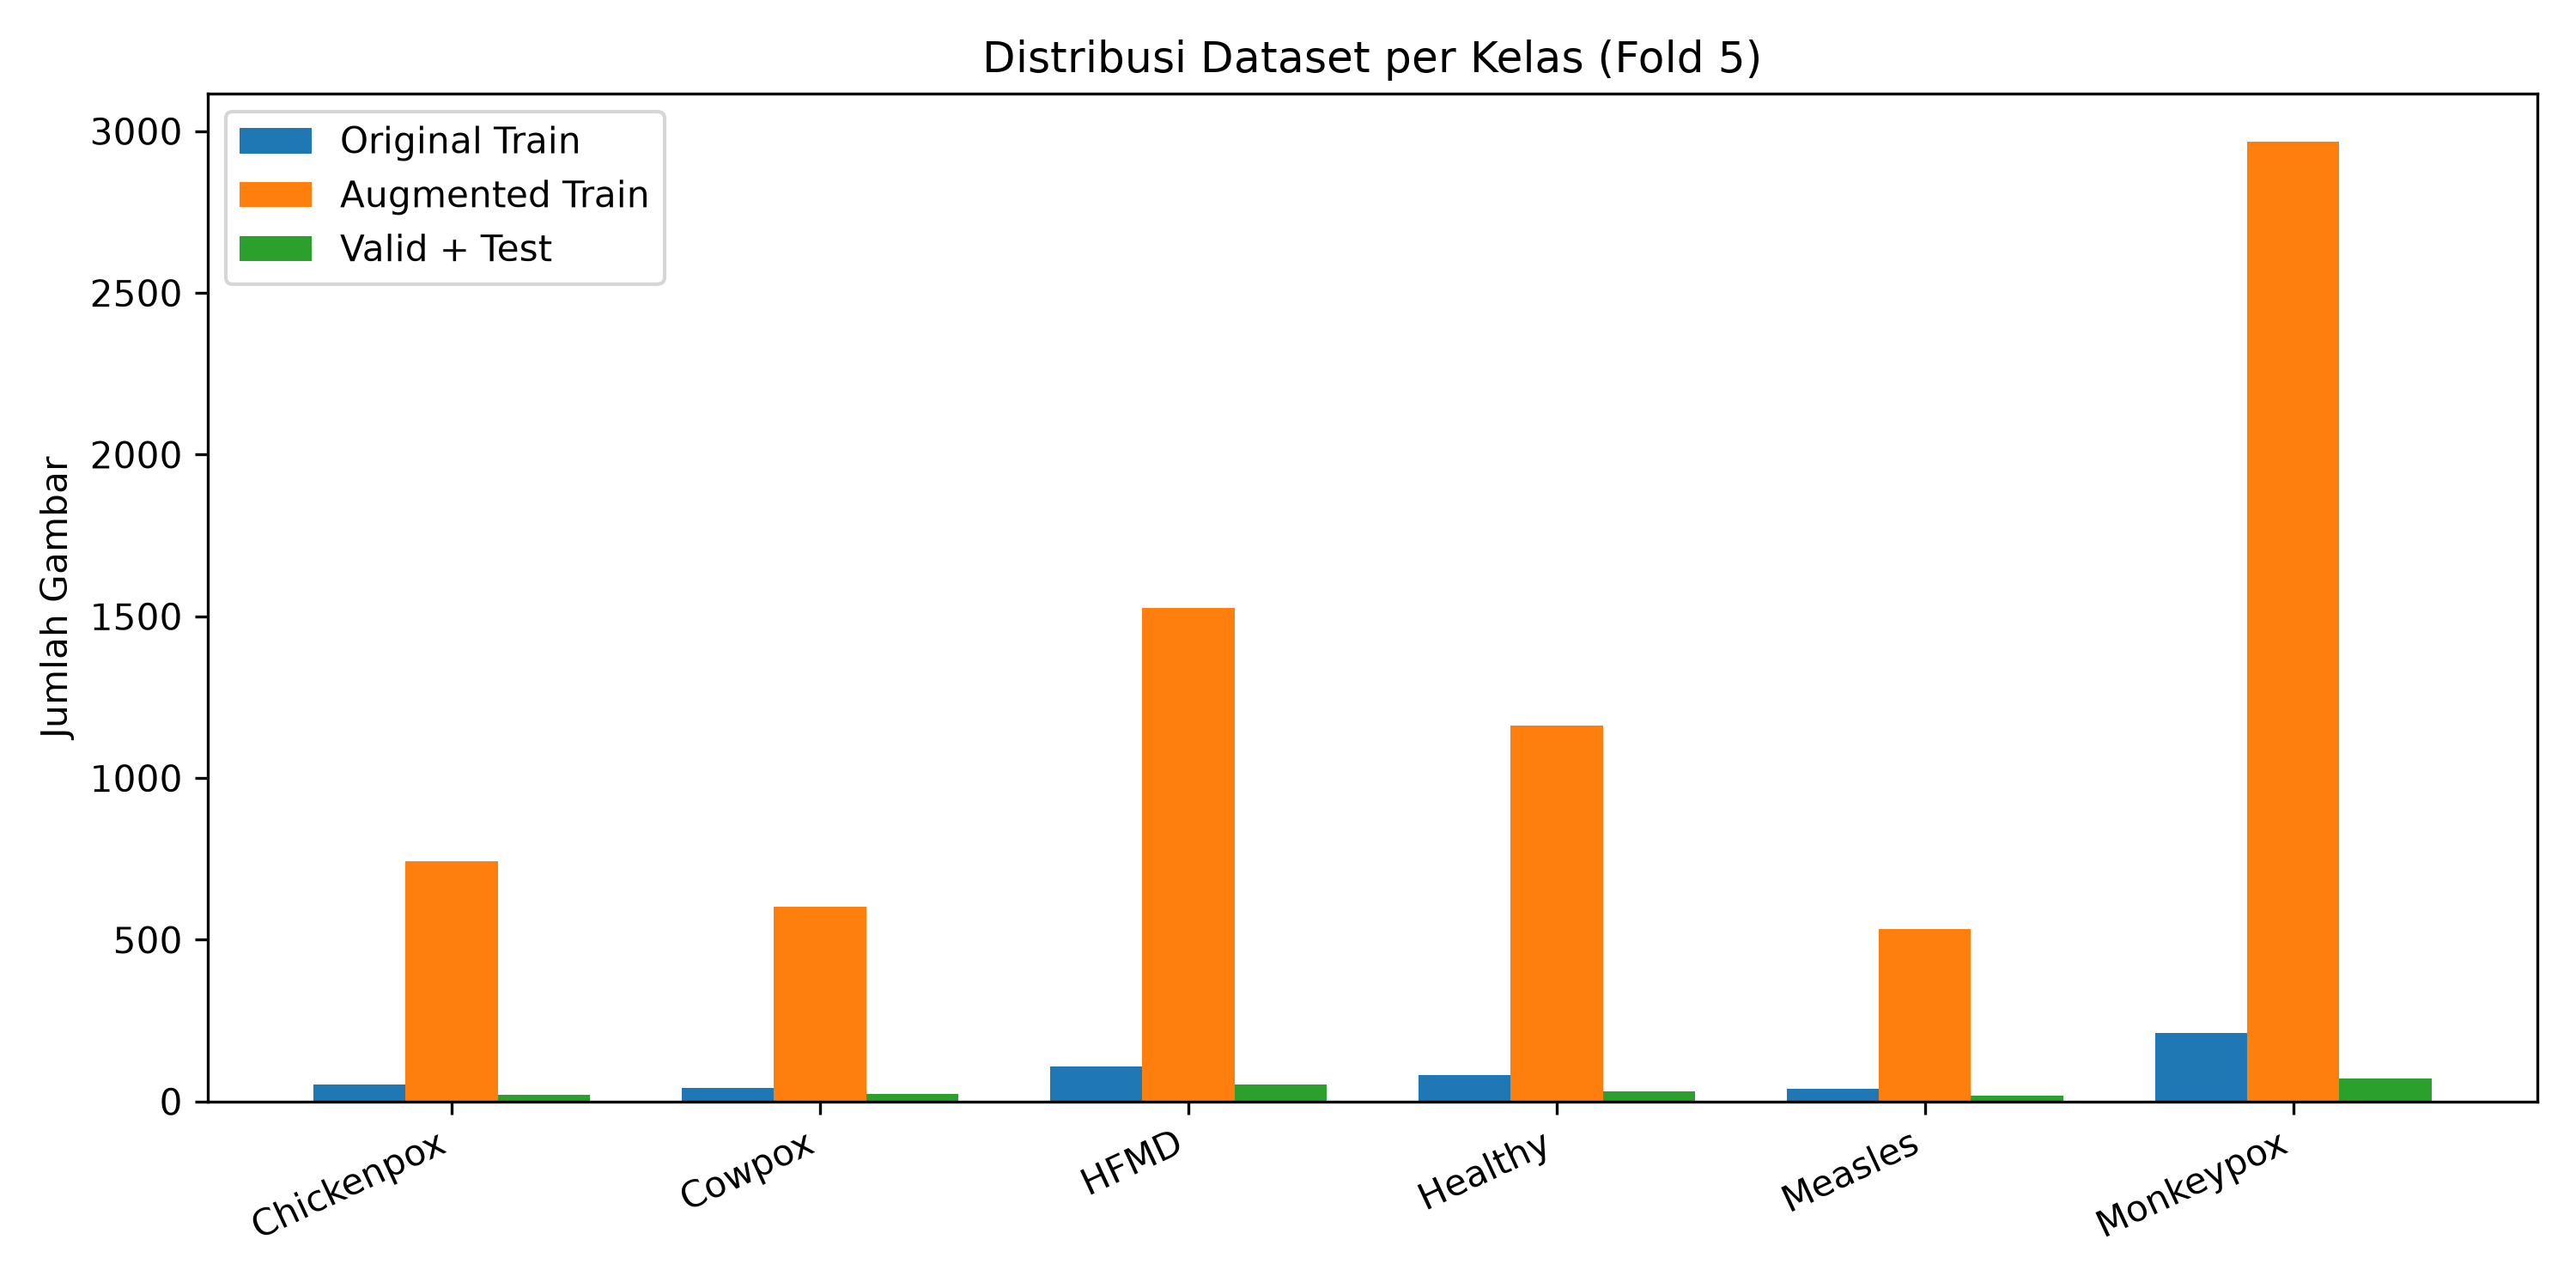 Distribusi Dataset per Kelas (Fold 5)
Original Train
Augmented Train
Valid + Test
Jumlah Gambar
3000
2500
2000
1500
1000
500
0
Chickenpox
Cowpox
HFMD
Healthy
Measles
Monkeypox